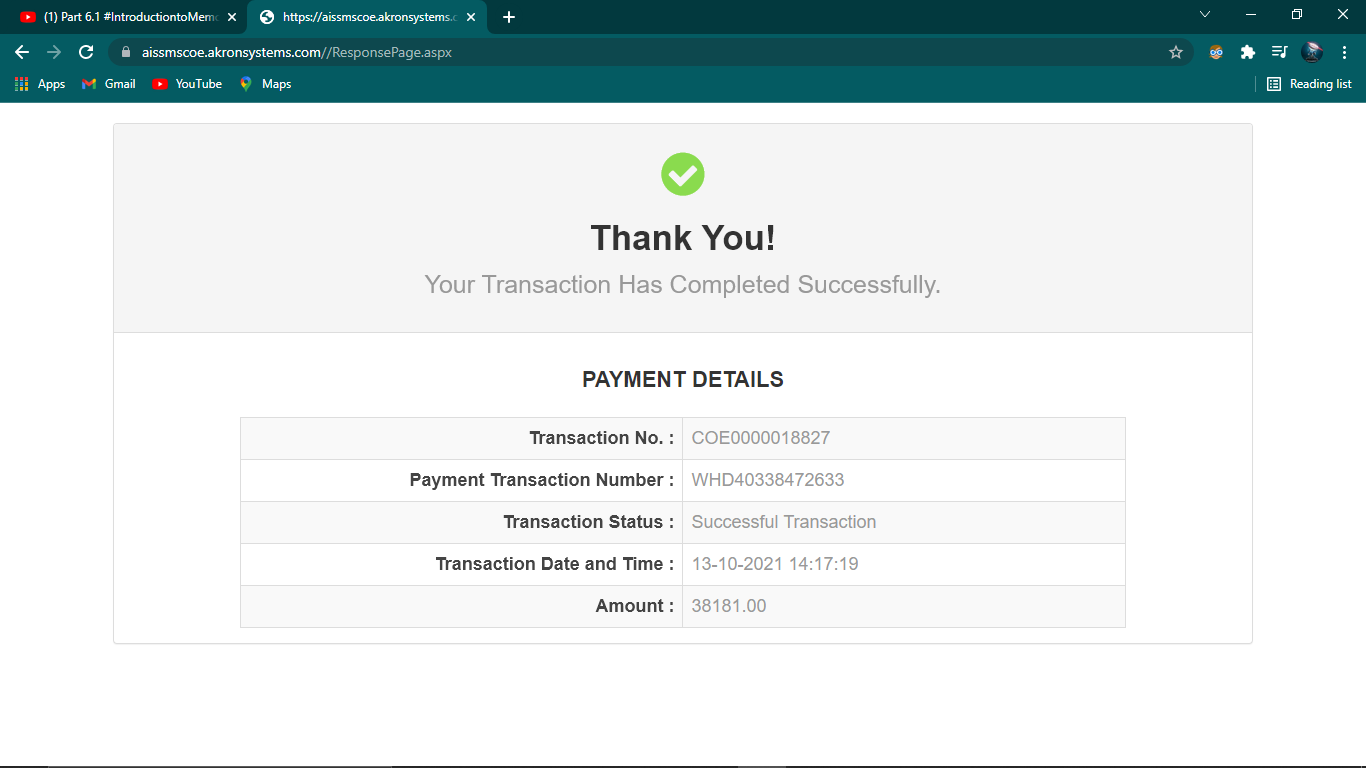 (1) Part 6.1 #IntroductiontoMemo
https://aissmscoe.akronsystems.c
aissmscoe.akronsystems.com//ResponsePage.aspx
Apps Gmail YouTube Maps Reading list
Thank You!
Your Transaction Has Completed Successfully.
PAYMENT DETAILS
Transaction No. : COE0000018827
Payment Transaction Number : WHD40338472633
Transaction Status : Successful Transaction
Transaction Date and Time : 13-10-2021 14:17:19
Amount : 38181.00